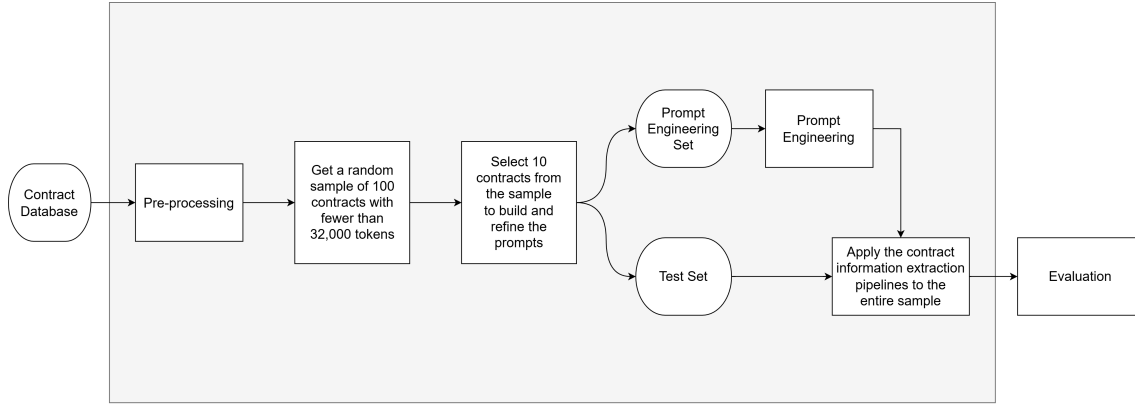 Contract
Database
Pre-processing
Get a random
sample of 100
contracts with
fewer than
32,000 tokens
Select 10
contracts from
the sample
to build and
refine the
prompts
Prompt
Engineering
Set
Prompt
Engineering
Test Set
Apply the contract
information extraction
pipelines to the
entire sample
Evaluation